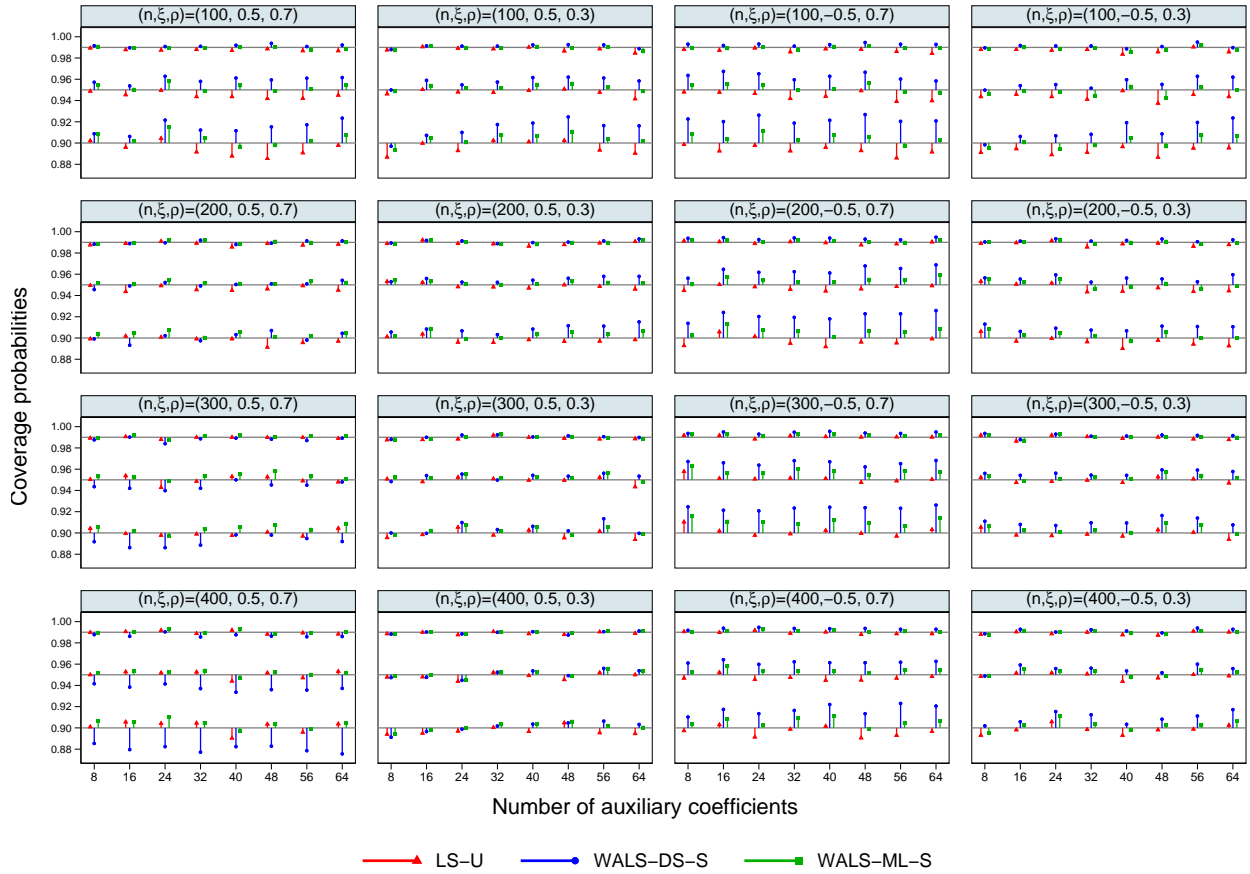 (n,ξ,ρ)=(100, 0.5, 0.7)
(n,ξ,ρ)=(100, 0.5, 0.3)
(n,ξ,ρ)=(100,−0.5, 0.7)
(n,ξ,ρ)=(100,−0.5, 0.3)
1.00
0.98
0.96
0.94
0.92
0.90
0.88
(n,ξ,ρ)=(200, 0.5, 0.7)
(n,ξ,ρ)=(200, 0.5, 0.3)
(n,ξ,ρ)=(200,−0.5, 0.7)
(n,ξ,ρ)=(200,−0.5, 0.3)
1.00
0.98
0.96
0.94
0.92
0.90
0.88
(n,ξ,ρ)=(300, 0.5, 0.7)
(n,ξ,ρ)=(300, 0.5, 0.3)
(n,ξ,ρ)=(300,−0.5, 0.7)
(n,ξ,ρ)=(300,−0.5, 0.3)
1.00
0.98
0.96
0.94
0.92
0.90
0.88
(n,ξ,ρ)=(400, 0.5, 0.7)
(n,ξ,ρ)=(400, 0.5, 0.3)
(n,ξ,ρ)=(400,−0.5, 0.7)
(n,ξ,ρ)=(400,−0.5, 0.3)
1.00
0.98
0.96
0.94
0.92
0.90
0.88
Coverage probabilities
8 16 24 32 40 48 56 64
8 16 24 32 40 48 56 64
8 16 24 32 40 48 56 64
8 16 24 32 40 48 56 64
Number of auxiliary coefficients
LS−U
WALS−DS−S
WALS−ML−S